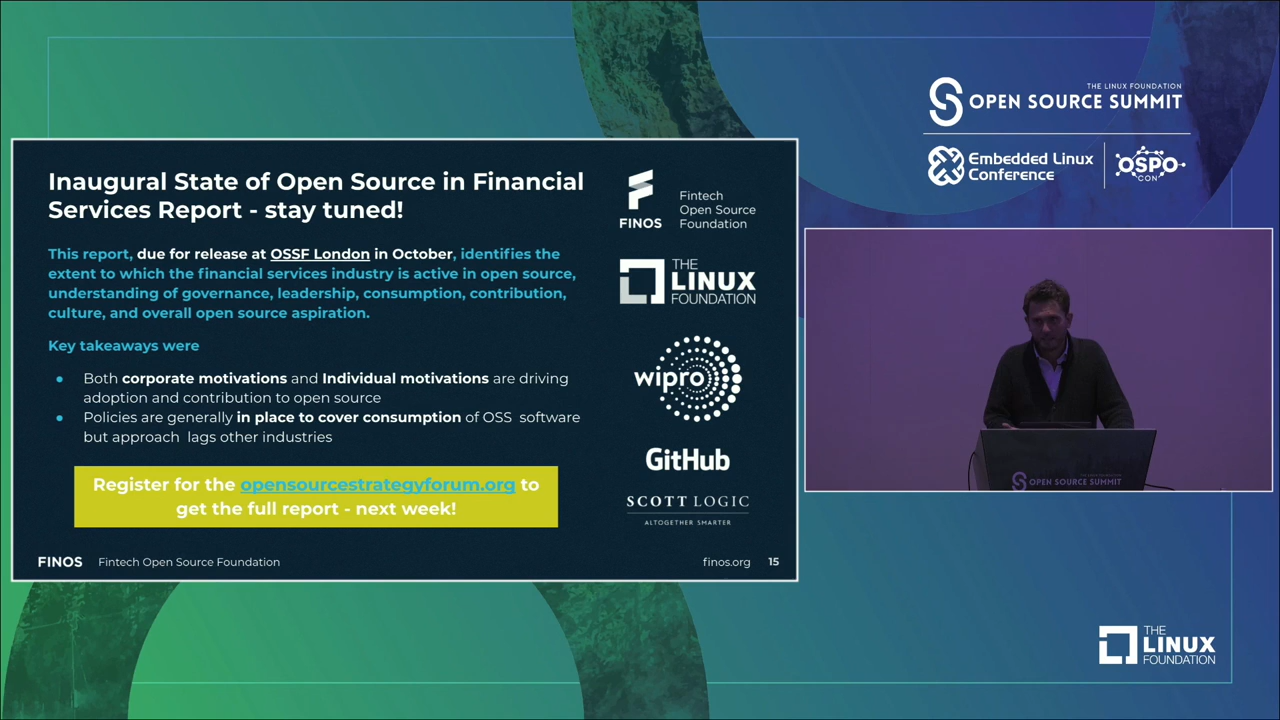 THE LINUX FOUNDATION
OPEN SOURCE SUMMIT
Embedded Linux
Conference
OSPO
CON
Inaugural State of Open Source in Financial
Services Report - stay tuned!
This report, due for release at OSSF London in October, identifies the
extent to which the financial services industry is active in open source,
understanding of governance, leadership, consumption, contribution,
culture, and overall open source aspiration.
Key takeaways were
● Both corporate motivations and Individual motivations are driving
adoption and contribution to open source
● Policies are generally in place to cover consumption of OSS software
but approach lags other industries
Register for the opensourcestrategyforum.org to
get the full report - next week!
FINOS
Fintech
Open Source
Foundation
THE
LINUX
FOUNDATION
wipro
GitHub
SCOTT LOGIC
ALTOGETHER SMARTER
FINOS Fintech Open Source Foundation
finos.org 15
OPEN SOURCE SUMMIT
THE
LINUX
FOUNDATION